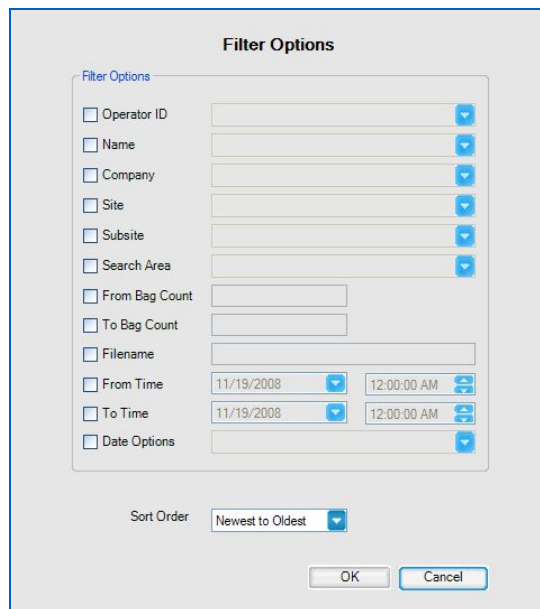 Filter Options
Filter Options
Operator ID
Name
Company
Site
Subsite
Search Area
From Bag Count
To Bag Count
Filename
From Time 11/19/2008 12:00:00 AM
To Time 11/19/2008 12:00:00 AM
Date Options
Sort Order Newest to Oldest
OK Cancel